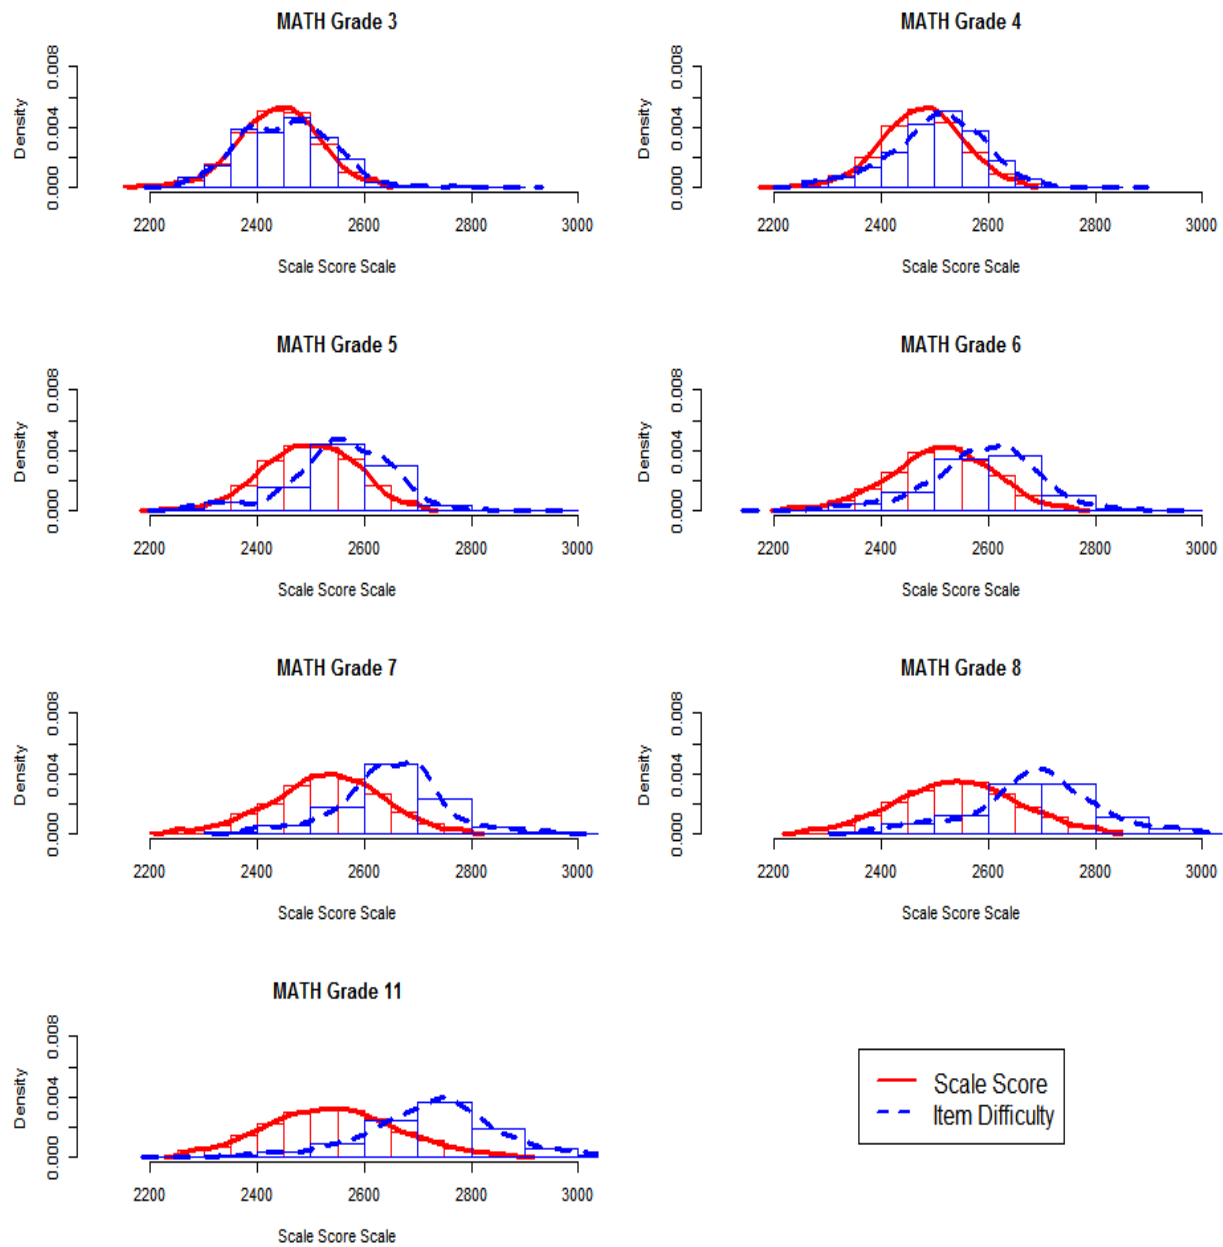 MATH Grade 3
Density
0.000 0.004 0.008
2200 2400 2600 2800 3000
Scale Score Scale
MATH Grade 4
Density
0.000 0.004 0.008
2200 2400 2600 2800 3000
Scale Score Scale
MATH Grade 5
Density
0.000 0.004 0.008
2200 2400 2600 2800 3000
Scale Score Scale
MATH Grade 6
Density
0.000 0.004 0.008
2200 2400 2600 2800 3000
Scale Score Scale
MATH Grade 7
Density
0.000 0.004 0.008
2200 2400 2600 2800 3000
Scale Score Scale
MATH Grade 8
Density
0.000 0.004 0.008
2200 2400 2600 2800 3000
Scale Score Scale
MATH Grade 11
Density
0.000 0.004 0.008
2200 2400 2600 2800 3000
Scale Score Scale
Scale Score
Item Difficulty